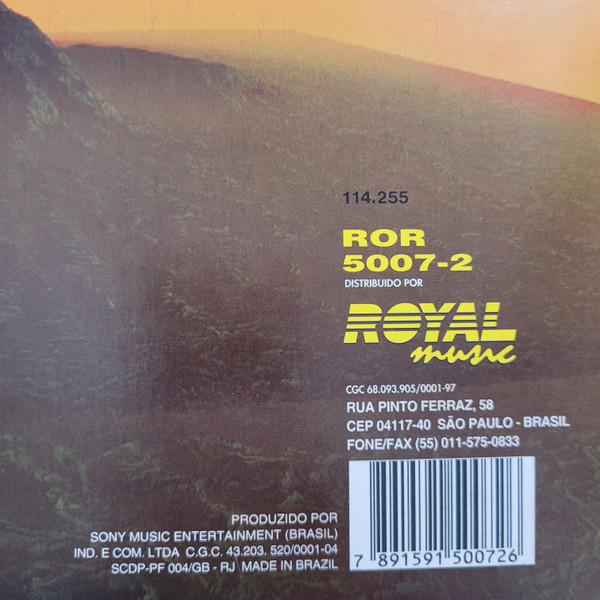 114.255
ROR
5007-2
DISTRIBUIDO POR
ROYAL
music
CGC 68.093.905/0001-97
RUA PINTO FERRAZ, 58
CEP 04117-40 SÃO PAULO - BRASIL
FONE/FAX (55) 011-575-0833
PRODUZIDO POR
SONY MUSIC ENTERTAINMENT (BRASIL)
IND. E COM. LTDA C.G.C. 43.203. 520/0001-04
SCDP-PF 004/GB - RJ MADE IN BRAZIL
7 891591 500726